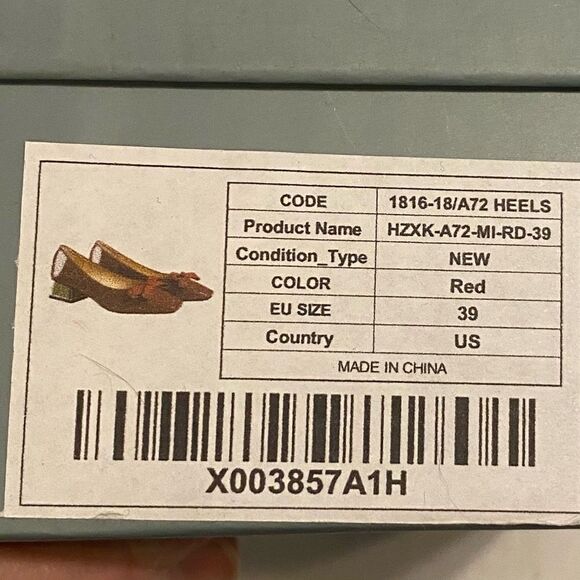 CODE 1816-18/A72 HEELS
Product Name HZXK-A72-MI-RD-39
Condition_Type NEW
COLOR Red
EU SIZE 39
Country US
MADE IN CHINA
X003857A1H